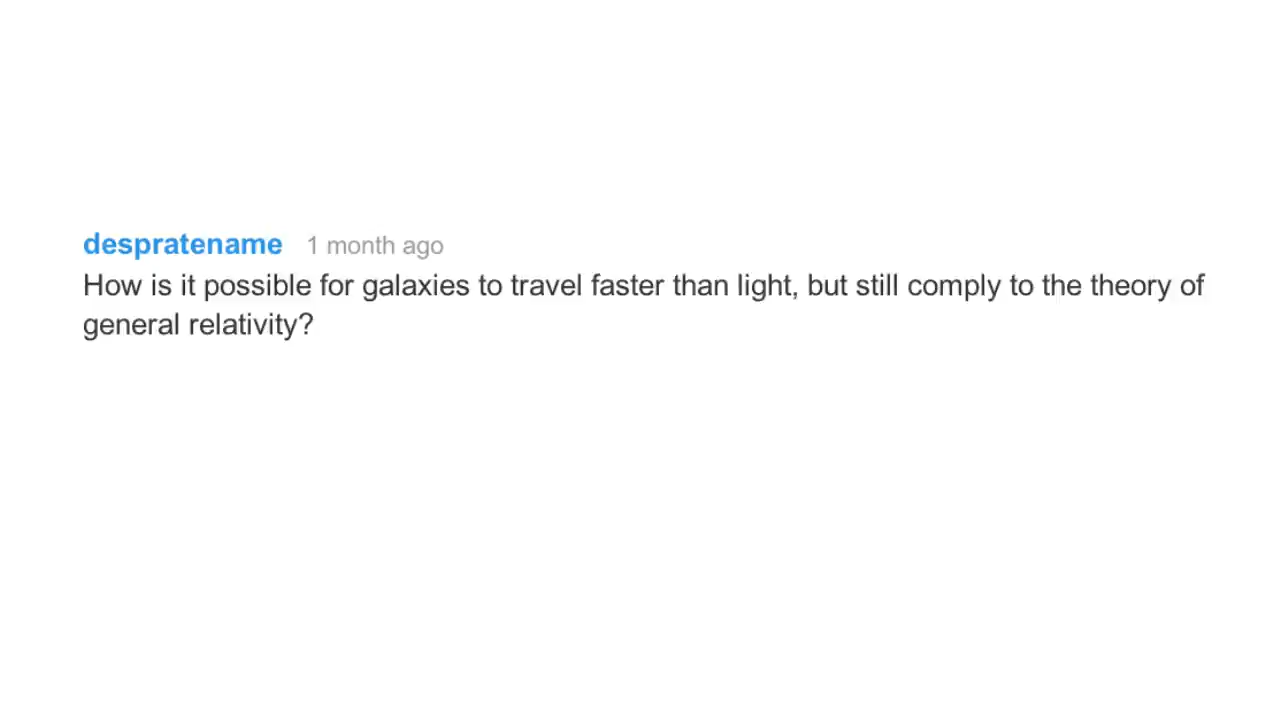 despratename 1 month ago
How is it possible for galaxies to travel faster than light, but still comply to the theory of
general relativity?